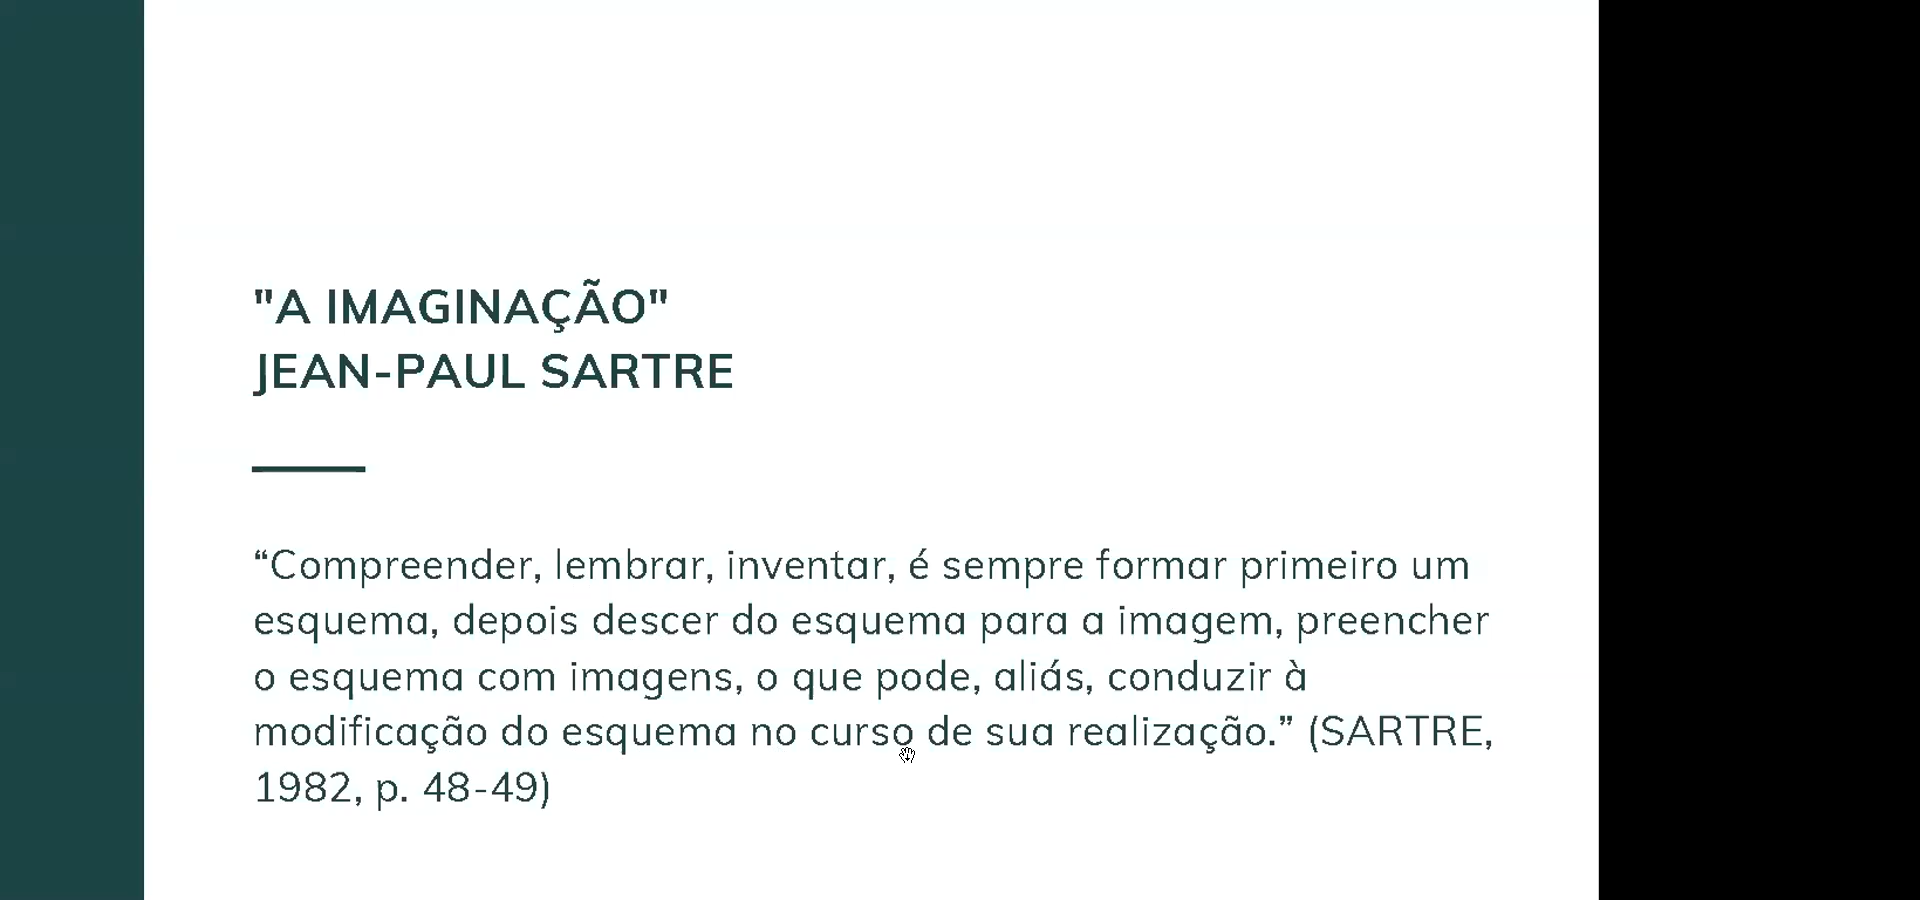 "A IMAGINAÇÃO"
JEAN-PAUL SARTRE
“Compreender, lembrar, inventar, é sempre formar primeiro um
esquema, depois descer do esquema para a imagem, preencher
o esquema com imagens, o que pode, aliás, conduzir à
modificação do esquema no curso de sua realização.” (SARTRE,
1982, p. 48-49)